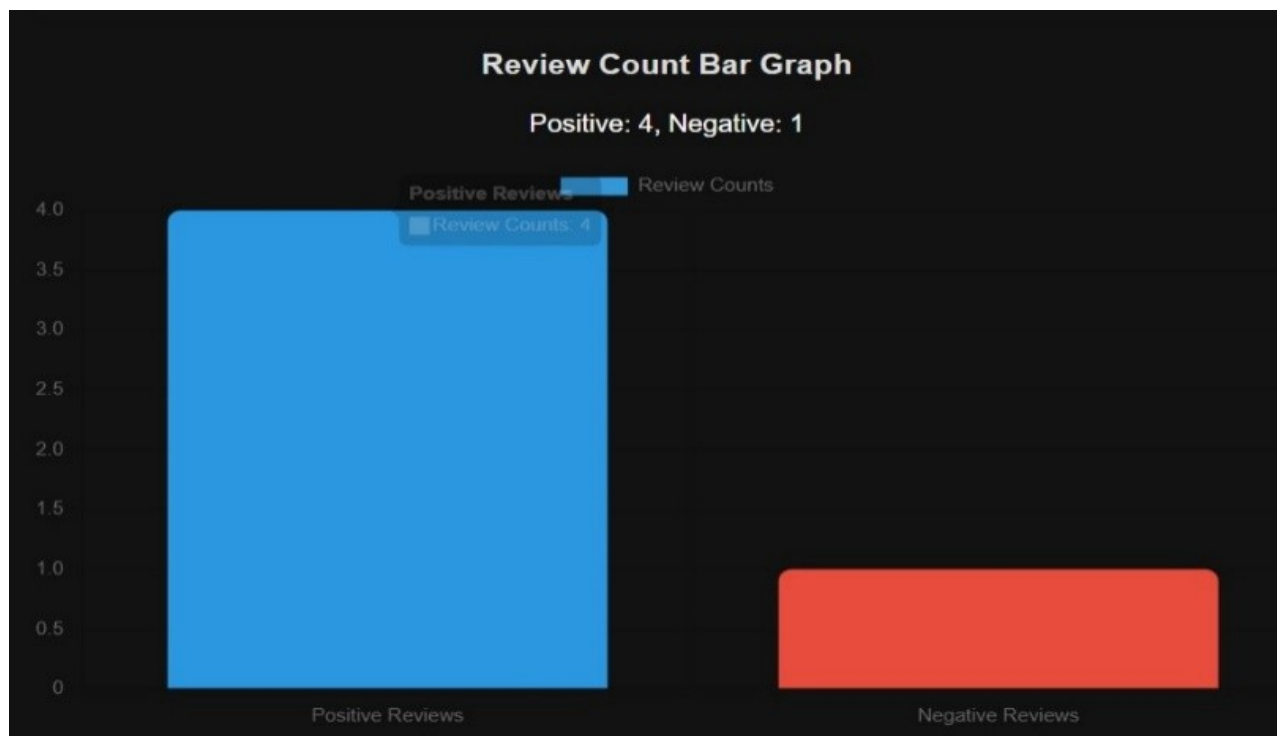 Review Count Bar Graph
Positive: 4, Negative: 1
Review Counts
Positive Reviews
Review Counts: 4
4.0
3.5
3.0
2.5
2.0
1.5
1.0
0.5
0
Positive Reviews
Negative Reviews